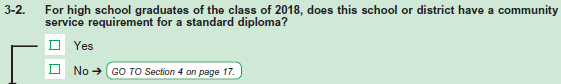 3-2. For high school graduates of the class of 2018, does this school or district have a community
service requirement for a standard diploma?
Yes
No → GO TO Section 4 on page 17.